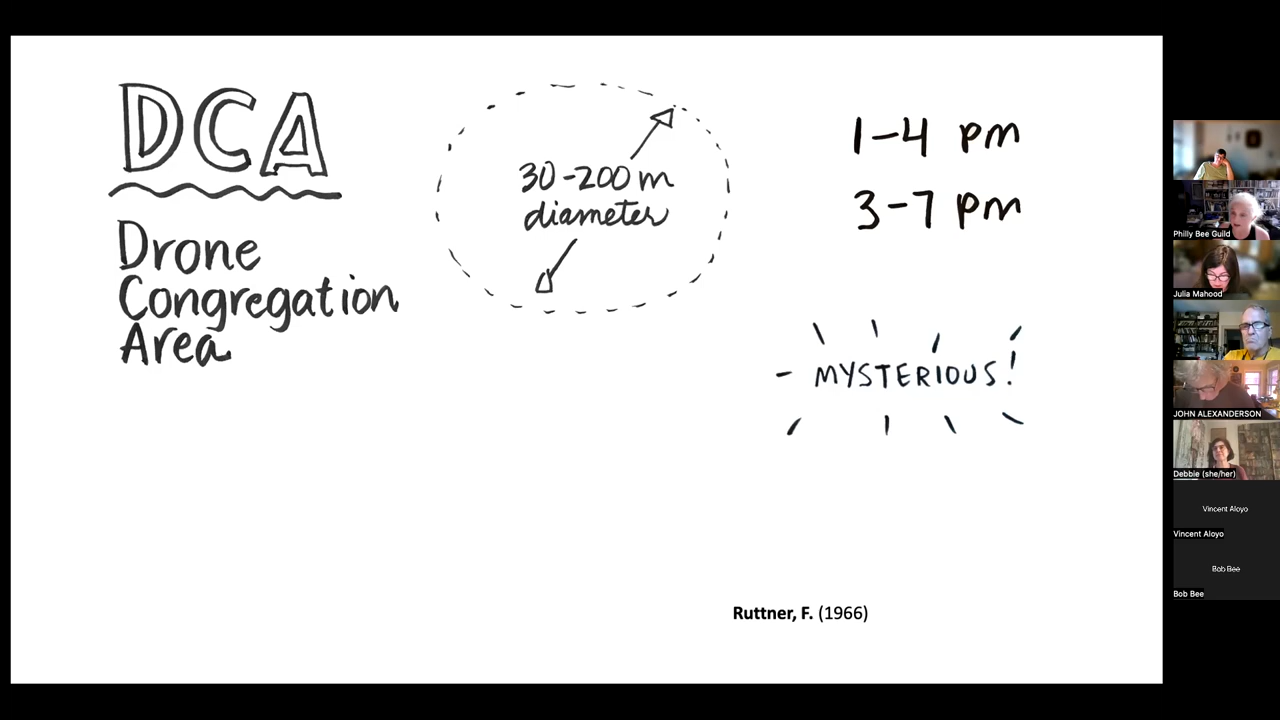 DCA
Drone
Congregation
Area
30-200 m
diameter
1-4 pm
3-7 pm
MYSTERIOUS!
Ruttner, F. (1966)
Philly Bee Guild
Julia Mahood
JOHN ALEXANDERSON
Debbie (she/her)
Vincent Aloyo
Vincent Aloyo
Bob Bee
Bob Bee